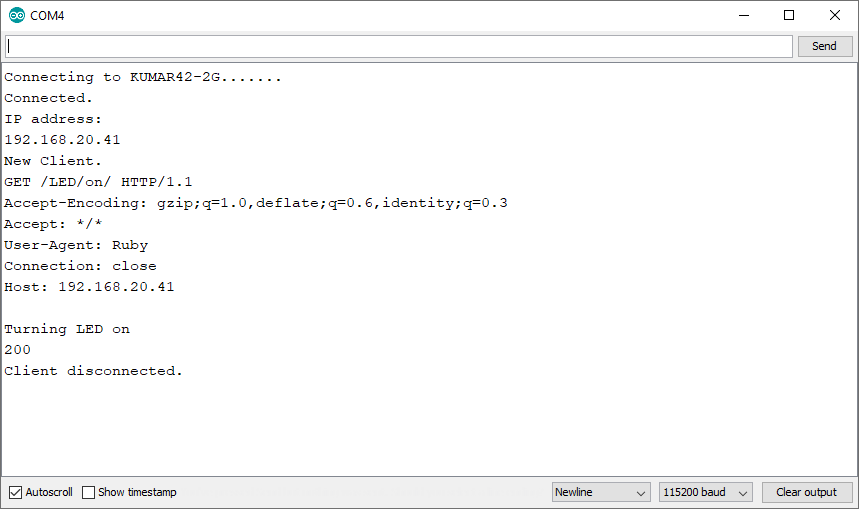 COM4
Send
Connecting to KUMAR42-2G.......
Connected.
IP address:
192.168.20.41
New Client.
GET /LED/on/ HTTP/1.1
Accept-Encoding: gzip;q=1.0,deflate;q=0.6,identity;q=0.3
Accept: */*
User-Agent: Ruby
Connection: close
Host: 192.168.20.41

Turning LED on
200
Client disconnected.
Autoscroll Show timestamp Newline 115200 baud Clear output